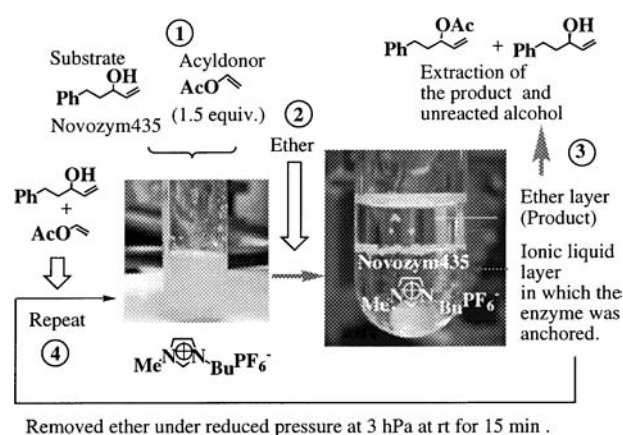 ①
Substrate
OH
Ph
Novozym435
Acyldonor
AcO
(1.5 equiv.)
②
Ether
OAc
Ph
+
OH
Ph
Extraction of
the product and
unreacted alcohol
③
OH
Ph
+
AcO
Repeat
④
Me N N Bu PF6-
Novozym435
Me N N Bu PF6-
Ether layer
(Product)
Ionic liquid
layer
in which the
enzyme was
anchored.
Removed ether under reduced pressure at 3 hPa at rt for 15 min .